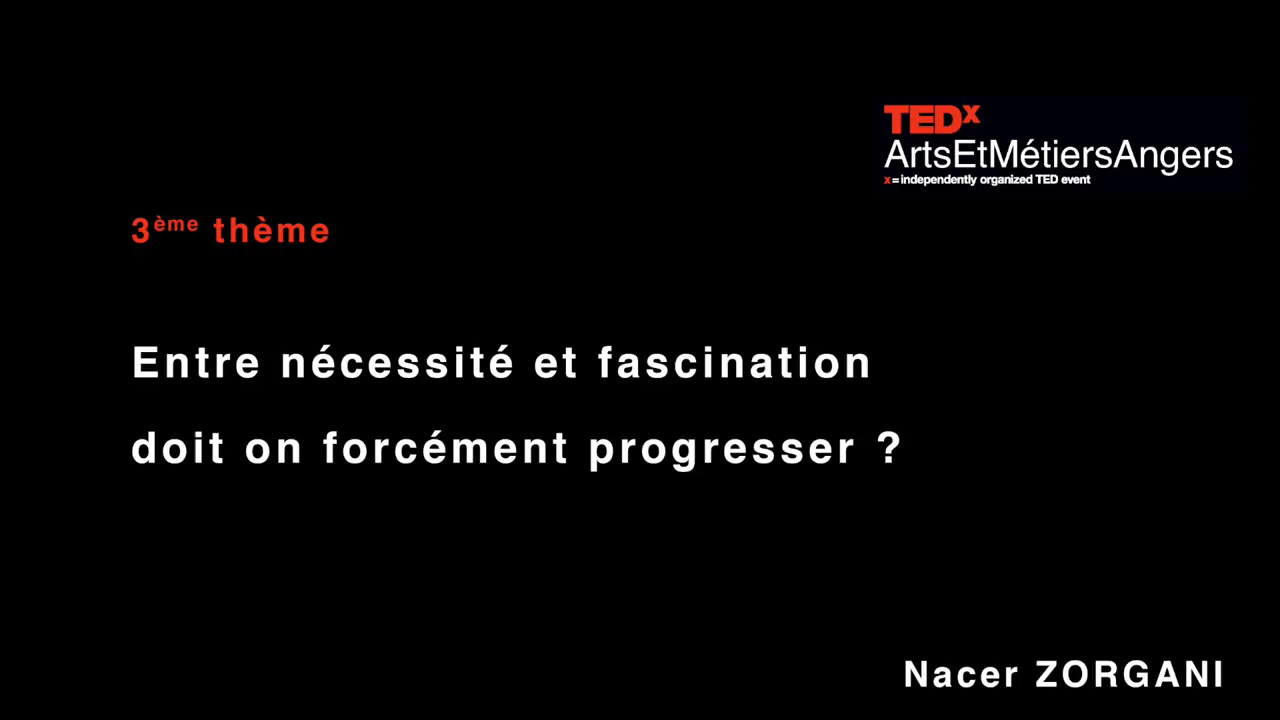 TEDx
ArtsEtMétiersAngers
x=independently organized TED event
3ème thème
Entre nécessité et fascination
doit on forcément progresser ?
Nacer ZORGANI